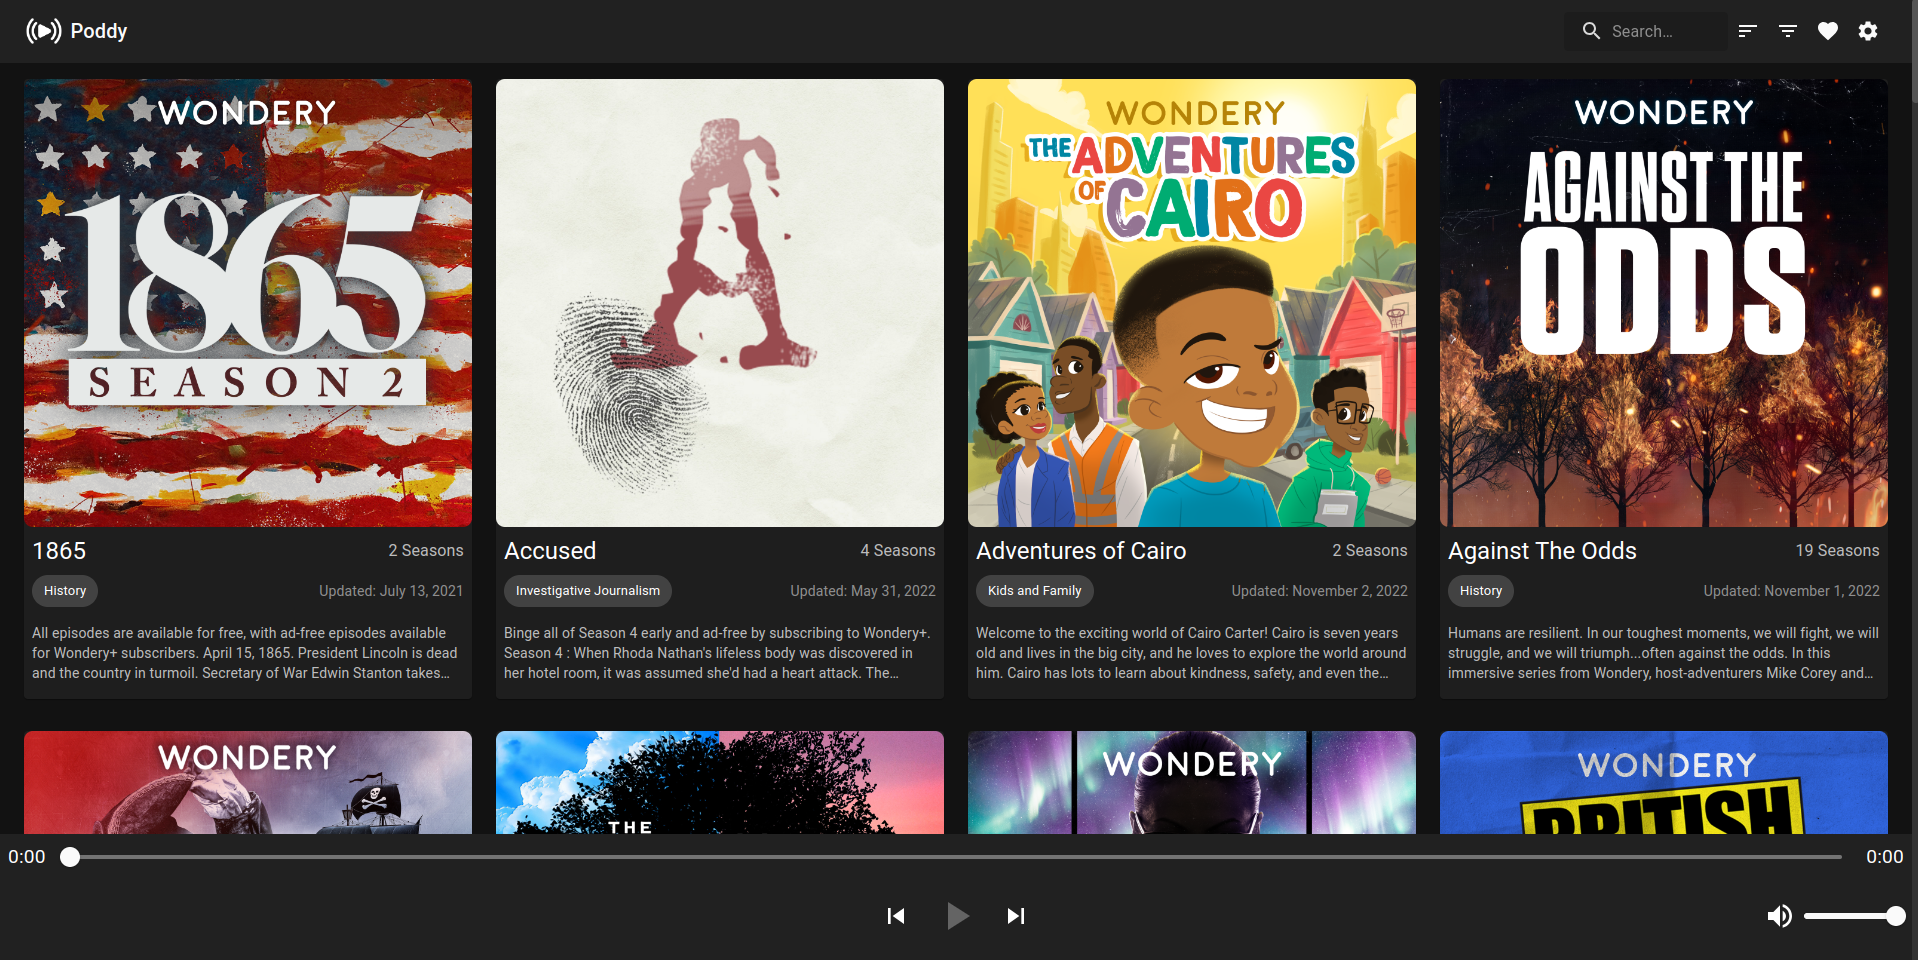 Poddy
Search…
WONDERY
1865
SEASON 2
A
WONDERY
THE ADVENTURES
OF CAIRO
WONDERY
AGAINST THE
ODDS
1865
2 Seasons
History
Updated: July 13, 2021
All episodes are available for free, with ad-free episodes available
for Wondery+ subscribers. April 15, 1865. President Lincoln is dead
and the country in turmoil. Secretary of War Edwin Stanton takes…
Accused
4 Seasons
Investigative Journalism
Updated: May 31, 2022
Binge all of Season 4 early and ad-free by subscribing to Wondery+.
Season 4 : When Rhoda Nathan's lifeless body was discovered in
her hotel room, it was assumed she'd had a heart attack. The…
Adventures of Cairo
2 Seasons
Kids and Family
Updated: November 2, 2022
Welcome to the exciting world of Cairo Carter! Cairo is seven years
old and lives in the big city, and he loves to explore the world around
him. Cairo has lots to learn about kindness, safety, and even the…
Against The Odds
19 Seasons
History
Updated: November 1, 2022
Humans are resilient. In our toughest moments, we will fight, we will
struggle, and we will triumph...often against the odds. In this
immersive series from Wondery, host-adventurers Mike Corey and…
WONDERY
THE
WONDERY
WONDERY
BRITISH
0:00
0:00